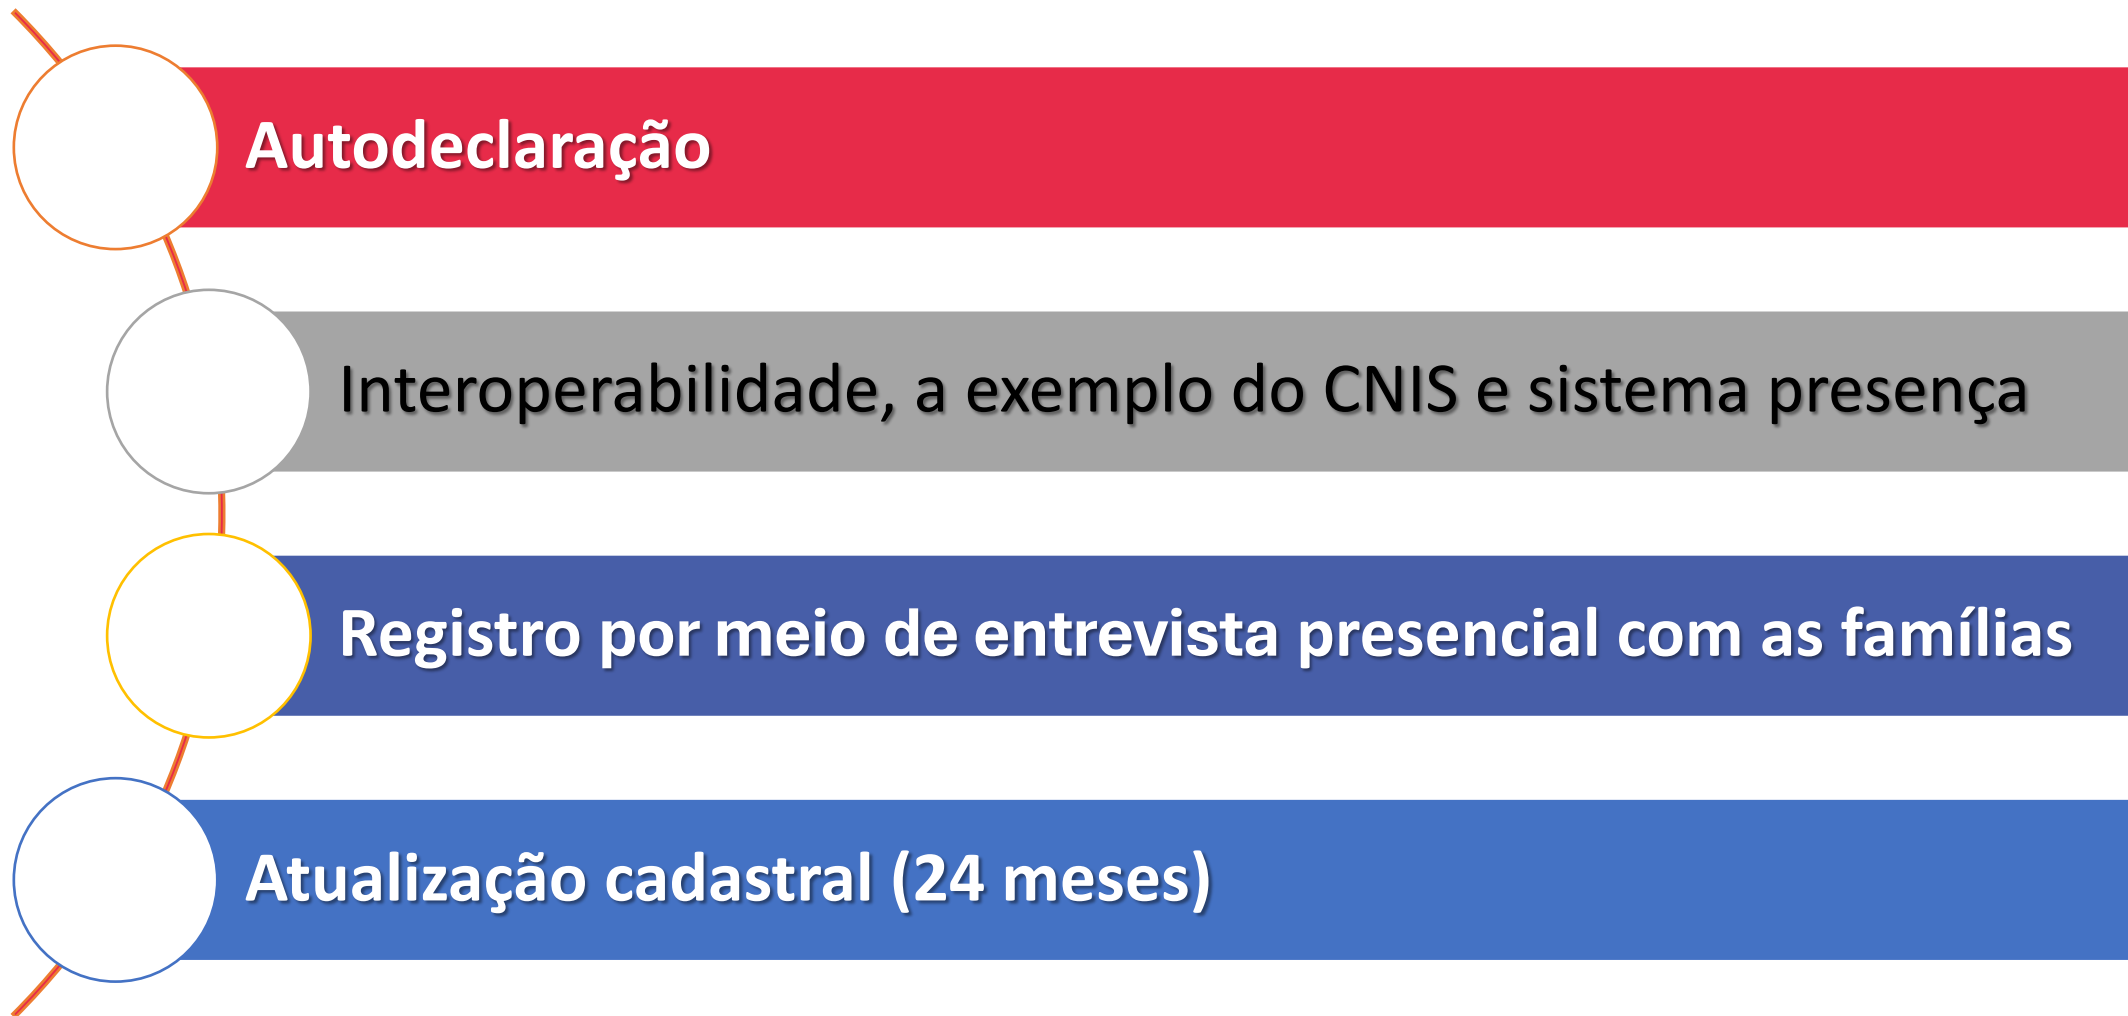 Autodeclaração
Interoperabilidade, a exemplo do CNIS e sistema presença
Registro por meio de entrevista presencial com as famílias
Atualização cadastral (24 meses)